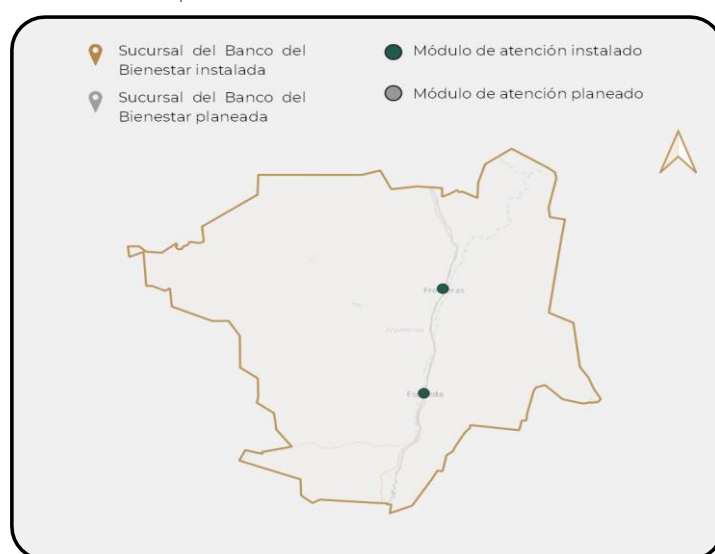 Sucursal del Banco del
Bienestar instalada
Módulo de atención instalado
Sucursal del Banco del
Bienestar planeada
Módulo de atención planeado
Fronteras